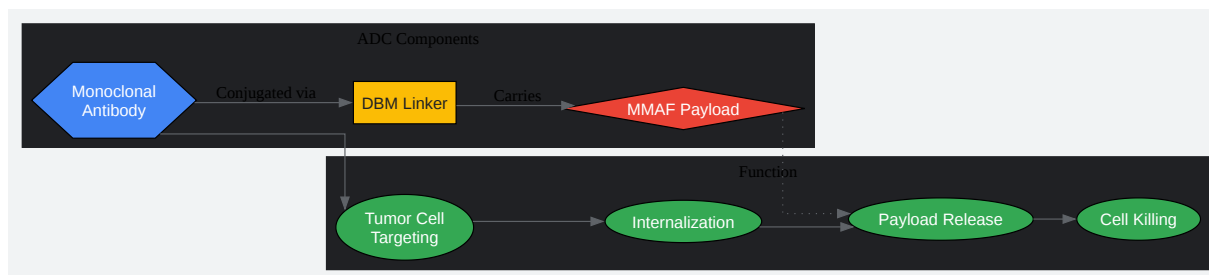 ADC Components
Monoclonal
Antibody
Conjugated via
DBM Linker
Carries
MMAF Payload
Function
Tumor Cell
Targeting
Internalization
Payload Release
Cell Killing